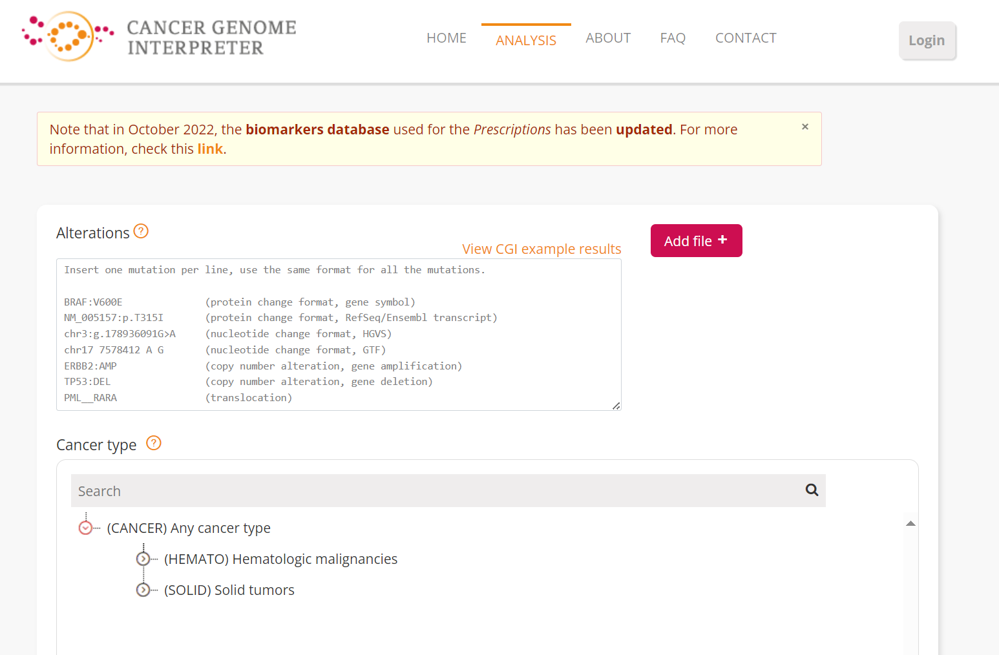 CANCER GENOME
INTERPRETER
HOME ANALYSIS ABOUT FAQ CONTACT
Login
Note that in October 2022, the biomarkers database used for the Prescriptions has been updated. For more
information, check this link.
×
Alterations ?
View CGI example results
Add file +
Insert one mutation per line, use the same format for all the mutations.
BRAF:V600E (protein change format, gene symbol)
NM_005157:p.T315I (protein change format, RefSeq/Ensembl transcript)
chr3:g.178936091G>A (nucleotide change format, HGVS)
chr17 7578412 A G (nucleotide change format, GTF)
ERBB2:AMP (copy number alteration, gene amplification)
TP53:DEL (copy number alteration, gene deletion)
PML__RARA (translocation)
Cancer type ?
Search
(CANCER) Any cancer type
(HEMATO) Hematologic malignancies
(SOLID) Solid tumors